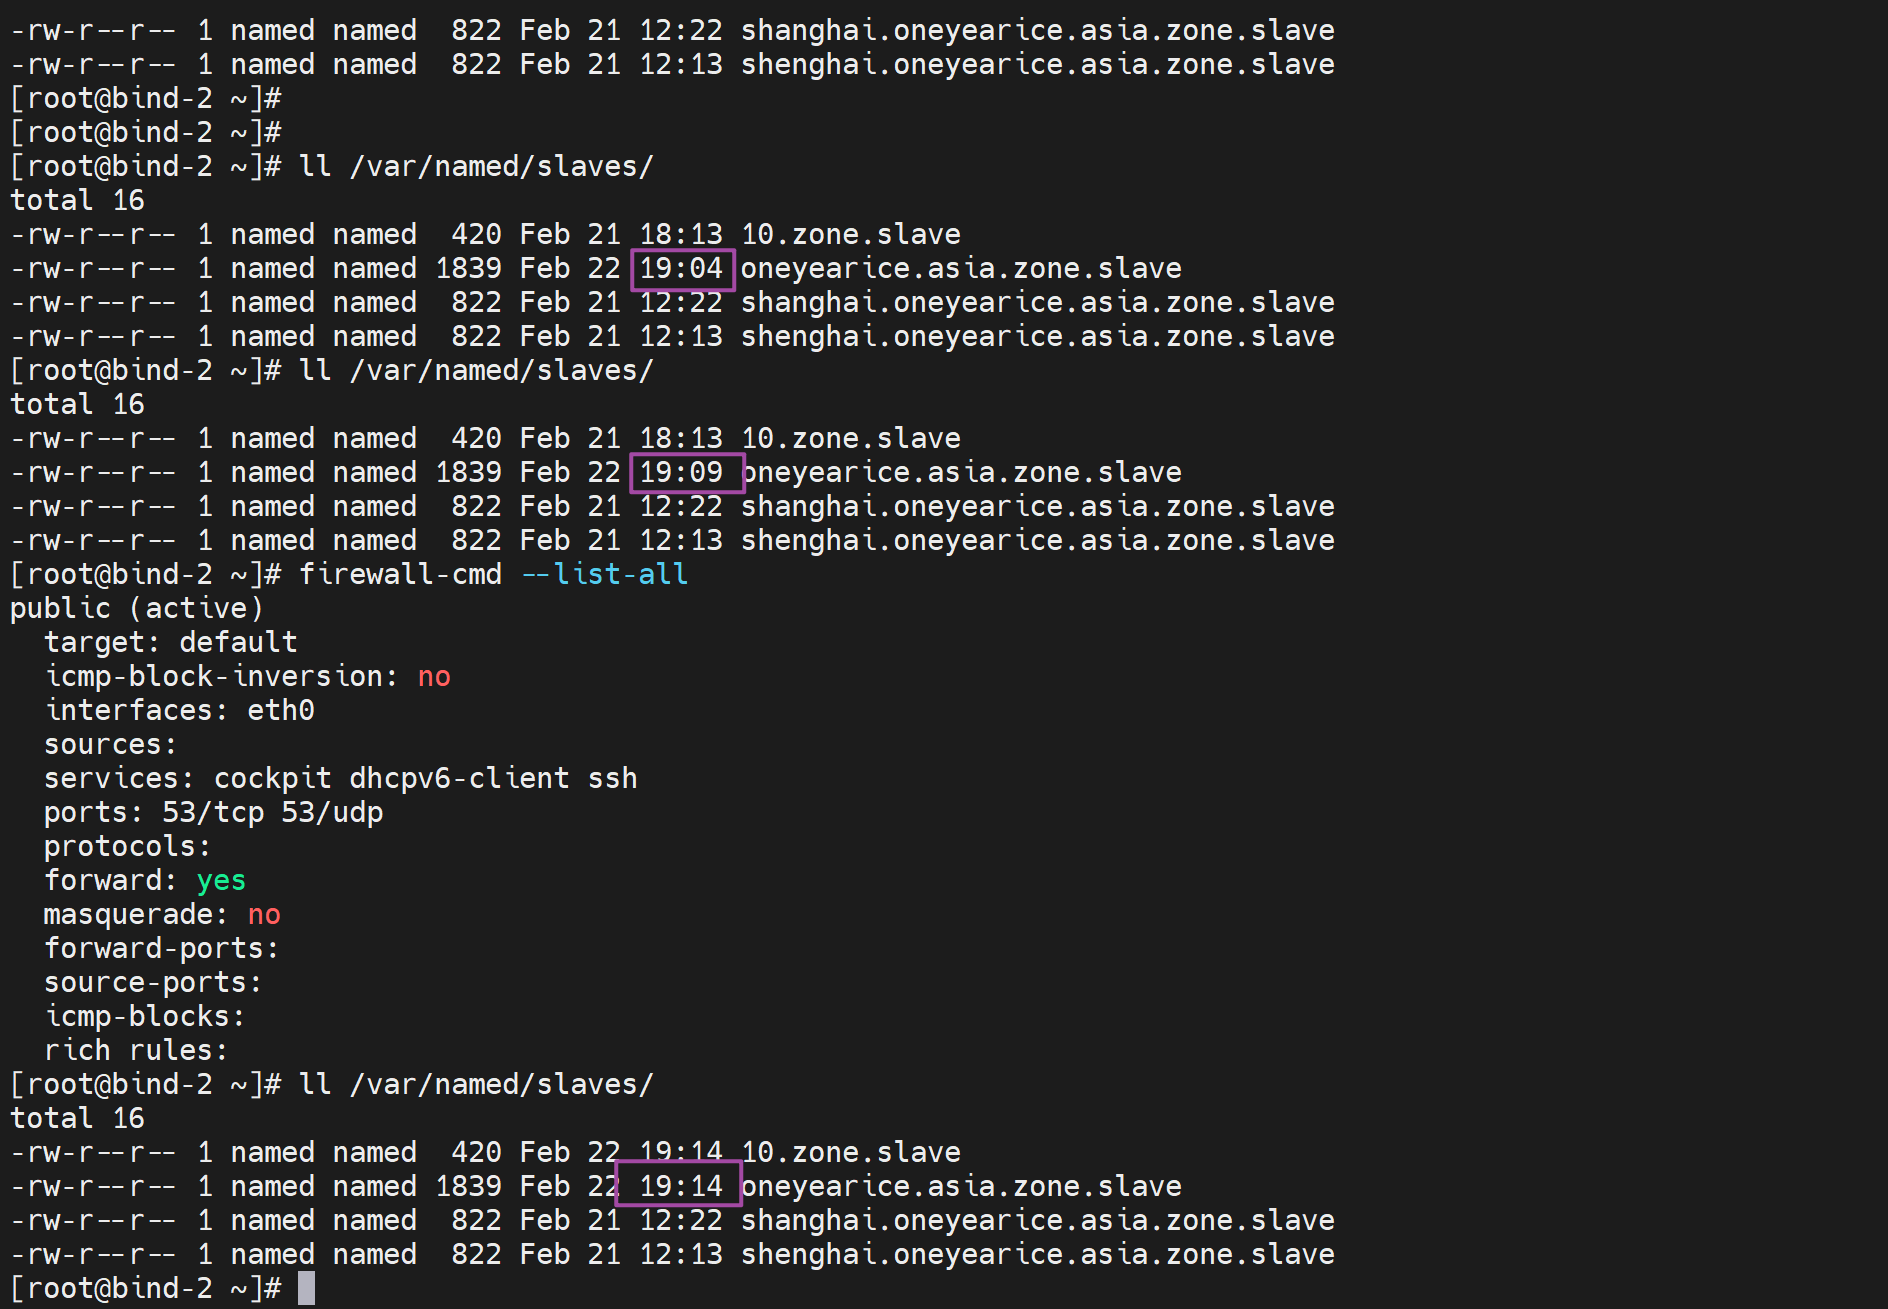 -rw-r--r-- 1 named named  822 Feb 21 12:22 shanghai.oneyearice.asia.zone.slave
-rw-r--r-- 1 named named  822 Feb 21 12:13 shenghai.oneyearice.asia.zone.slave
[root@bind-2 ~]#
[root@bind-2 ~]#
[root@bind-2 ~]# ll /var/named/slaves/
total 16
-rw-r--r-- 1 named named  420 Feb 21 18:13 10.zone.slave
-rw-r--r-- 1 named named 1839 Feb 22 19:04 oneyearice.asia.zone.slave
-rw-r--r-- 1 named named  822 Feb 21 12:22 shanghai.oneyearice.asia.zone.slave
-rw-r--r-- 1 named named  822 Feb 21 12:13 shenghai.oneyearice.asia.zone.slave
[root@bind-2 ~]# ll /var/named/slaves/
total 16
-rw-r--r-- 1 named named  420 Feb 21 18:13 10.zone.slave
-rw-r--r-- 1 named named 1839 Feb 22 19:09 oneyearice.asia.zone.slave
-rw-r--r-- 1 named named  822 Feb 21 12:22 shanghai.oneyearice.asia.zone.slave
-rw-r--r-- 1 named named  822 Feb 21 12:13 shenghai.oneyearice.asia.zone.slave
[root@bind-2 ~]# firewall-cmd --list-all
public (active)
  target: default
  icmp-block-inversion: no
  interfaces: eth0
  sources:
  services: cockpit dhcpv6-client ssh
  ports: 53/tcp 53/udp
  protocols:
  forward: yes
  masquerade: no
  forward-ports:
  source-ports:
  icmp-blocks:
  rich rules:
[root@bind-2 ~]# ll /var/named/slaves/
total 16
-rw-r--r-- 1 named named  420 Feb 22 19:14 10.zone.slave
-rw-r--r-- 1 named named 1839 Feb 22 19:14 oneyearice.asia.zone.slave
-rw-r--r-- 1 named named  822 Feb 21 12:22 shanghai.oneyearice.asia.zone.slave
-rw-r--r-- 1 named named  822 Feb 21 12:13 shenghai.oneyearice.asia.zone.slave
[root@bind-2 ~]#